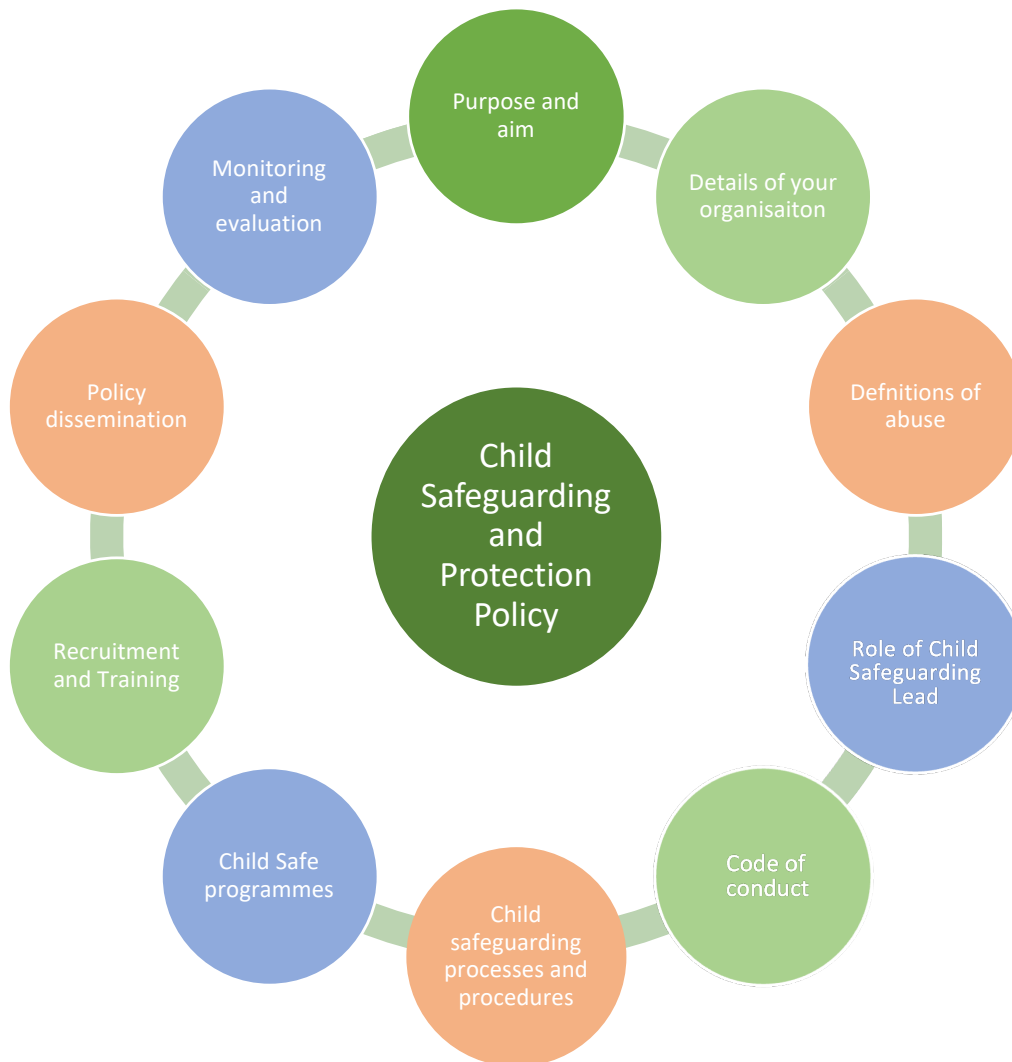 Purpose and
aim
Details of your
organisaiton
Defnitions of
abuse
Role of Child
Safeguarding
Lead
Code of
conduct
Child
safeguarding
processes and
procedures
Child Safe
programmes
Recruitment
and Training
Policy
dissemination
Monitoring
and
evaluation
Child
Safeguarding
and
Protection
Policy